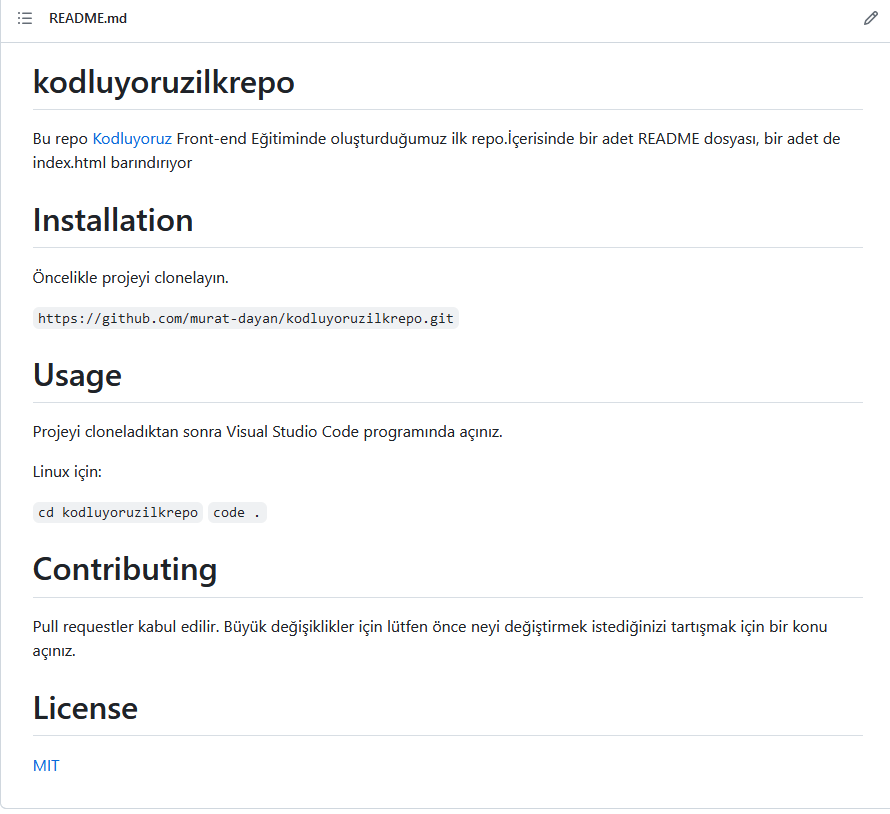 README.md
kodluyoruzilkrepo
Bu repo Kodluyoruz Front-end Eğitiminde oluşturduğumuz ilk repo.İçerisinde bir adet README dosyası, bir adet de
index.html barındırıyor
Installation
Öncelikle projeyi clonelayın.
https://github.com/murat-dayan/kodluyoruzilkrepo.git
Usage
Projeyi cloneladıktan sonra Visual Studio Code programında açınız.
Linux için:
cd kodluyoruzilkrepo code .
Contributing
Pull requestler kabul edilir. Büyük değişiklikler için lütfen önce neyi değiştirmek istediğinizi tartışmak için bir konu
açınız.
License
MIT